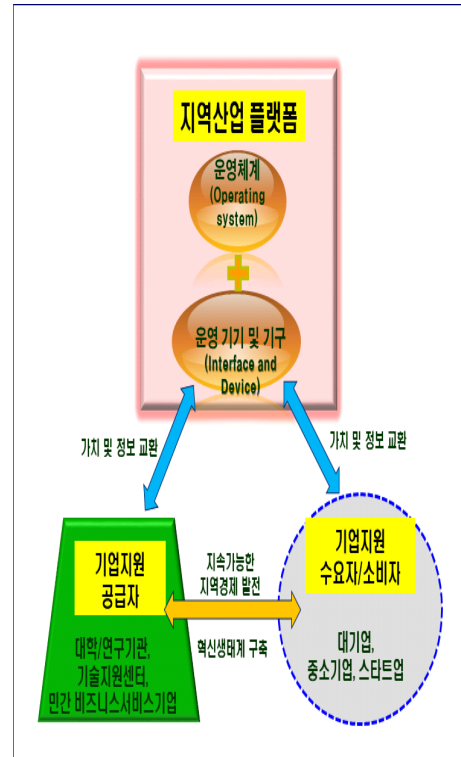 지역산업 플랫폼
운영체계
(Operating
system)
운영 기기 및 기구
(Interface and
Device)
가치 및 정보 교환
가치 및 정보 교환
기업지원
공급자
대학/연구기관,
기술지원센터,
민간 비즈니스서비스기업
지속가능한
지역경제 발전
혁신생태계 구축
기업지원
수요자/소비자
대기업,
중소기업, 스타트업